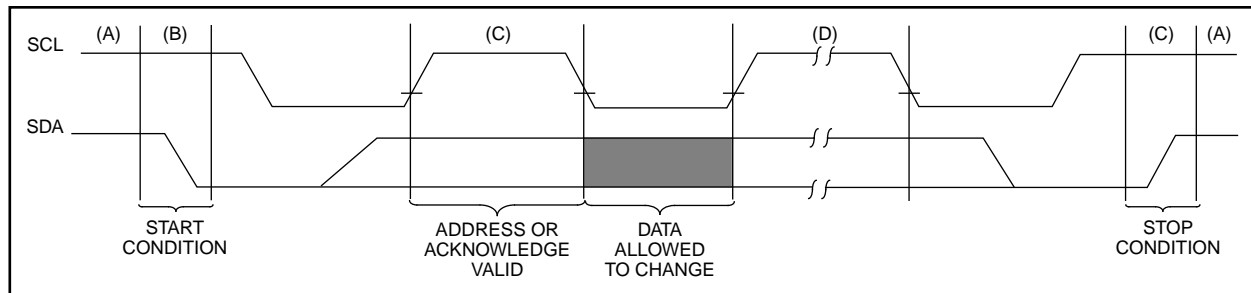 (A) (B) (C) (D) (C) (A)
SCL
SDA
START
CONDITION
ADDRESS OR
ACKNOWLEDGE
VALID
DATA
ALLOWED
TO CHANGE
STOP
CONDITION